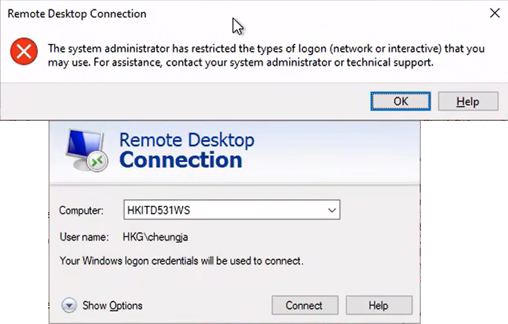 Remote Desktop Connection
The system administrator has restricted the types of logon (network or interactive) that you
may use. For assistance, contact your system administrator or technical support.
OK
Help
Remote Desktop
Connection
Computer:
HKITD531WS
User name:
HKG\cheungja
Your Windows logon credentials will be used to connect.
Show Options
Connect
Help